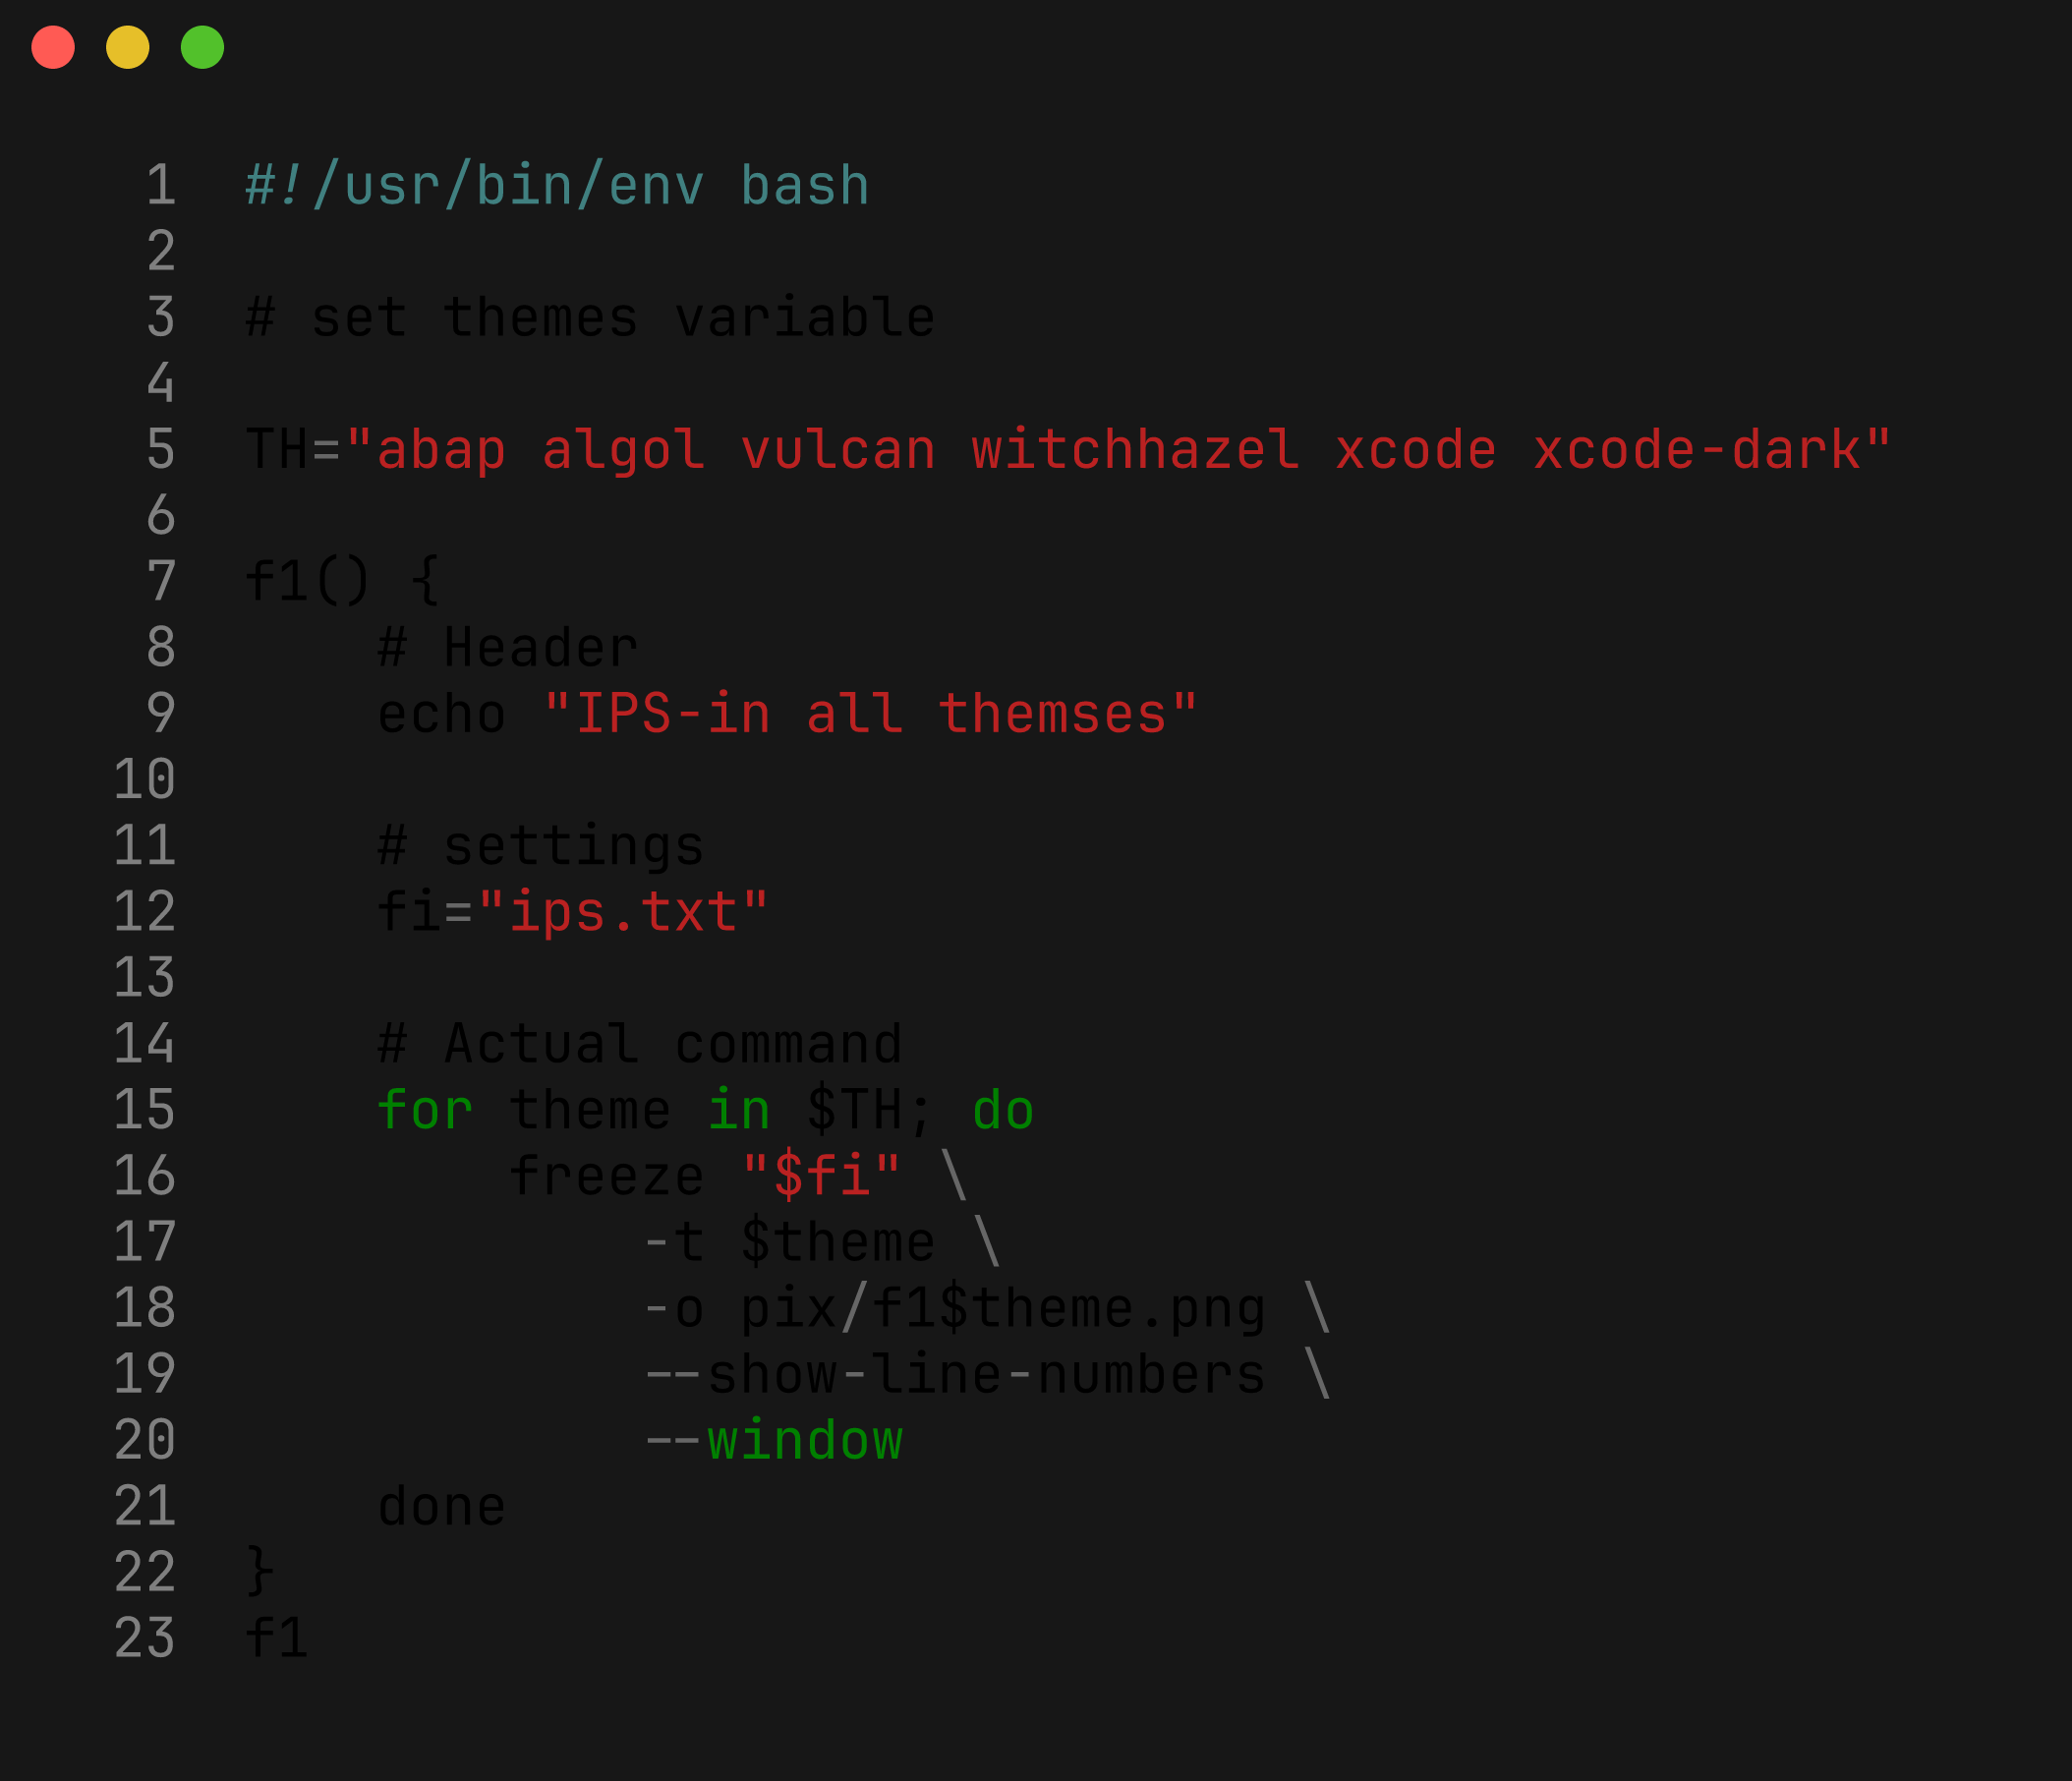 1 #!//usr/bin/env bash
2
3 # set themes variable
4
5 TH="abap algol vulcan witchhazel xcode xcode-dark"
6
7 f1() {
8     # Header
9     echo "IPS-in all themses"
10
11     # settings
12     fi="ips.txt"
13
14     # Actual command
15     for theme in $TH; do
16         freeze "$fi" \
17             -t $theme \
18             -o pix/f1$theme.png \
19             --show-line-numbers \
20             --window
21     done
22 }
23 f1